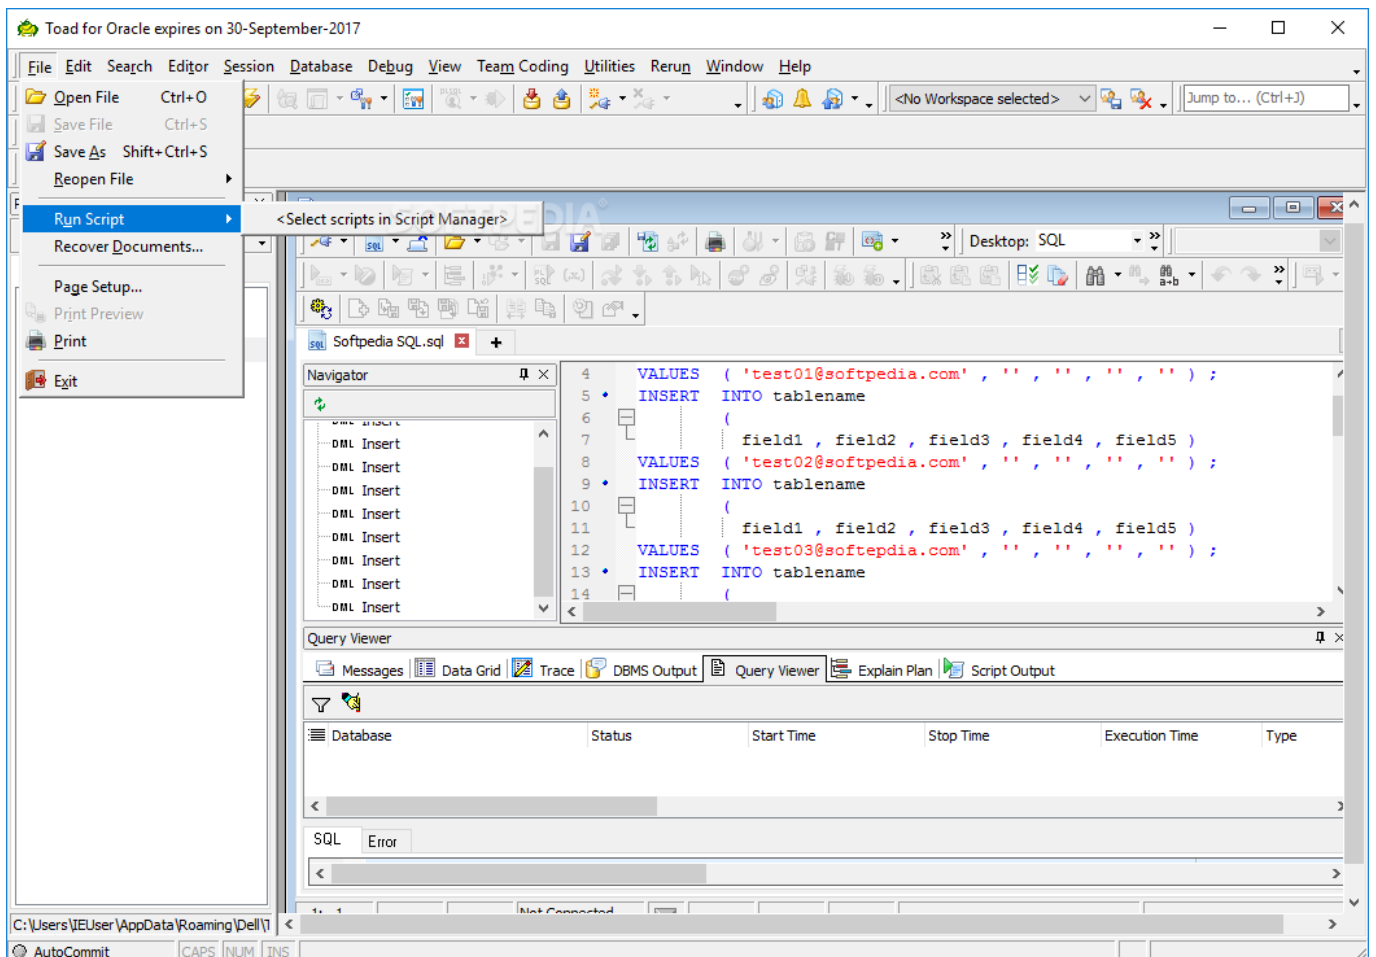 Toad for Oracle expires on 30-September-2017
File Edit Search Editor Session Database Debug View Team Coding Utilities Rerun Window Help
Open File Ctrl+O
<No Workspace selected>
Jump to... (Ctrl+J)
Save File Ctrl+S
Save As Shift+Ctrl+S
Reopen File
Run Script
<Select scripts in Script Manager>
SOFTPEDIA®
Recover Documents...
Desktop: SQL
Page Setup...
Print Preview
Print
Exit
Softpedia SQL.sql
Navigator
DML Insert
DML Insert
DML Insert
DML Insert
DML Insert
DML Insert
DML Insert
DML Insert
DML Insert
4 VALUES ( 'test01@softpedia.com' , '' , '' , '' , '' ) ;
5 INSERT INTO tablename
6 (
7 field1 , field2 , field3 , field4 , field5 )
8 VALUES ( 'test02@softpedia.com' , '' , '' , '' , '' ) ;
9 INSERT INTO tablename
10 (
11 field1 , field2 , field3 , field4 , field5 )
12 VALUES ( 'test03@softepdia.com' , '' , '' , '' , '' ) ;
13 INSERT INTO tablename
14 (
Query Viewer
Messages Data Grid Trace DBMS Output Query Viewer Explain Plan Script Output
Database Status Start Time Stop Time Execution Time Type
SQL Error
1: 1 Not Connected
C:\Users\IEUser\AppData\Roaming\Dell\T
AutoCommit CAPS NUM INS